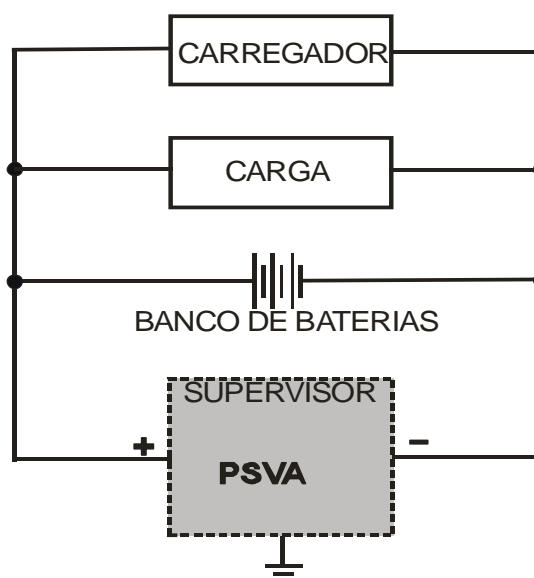 CARREGADOR
CARGA
BANCO DE BATERIAS
SUPERVISOR
+ −
PSVA